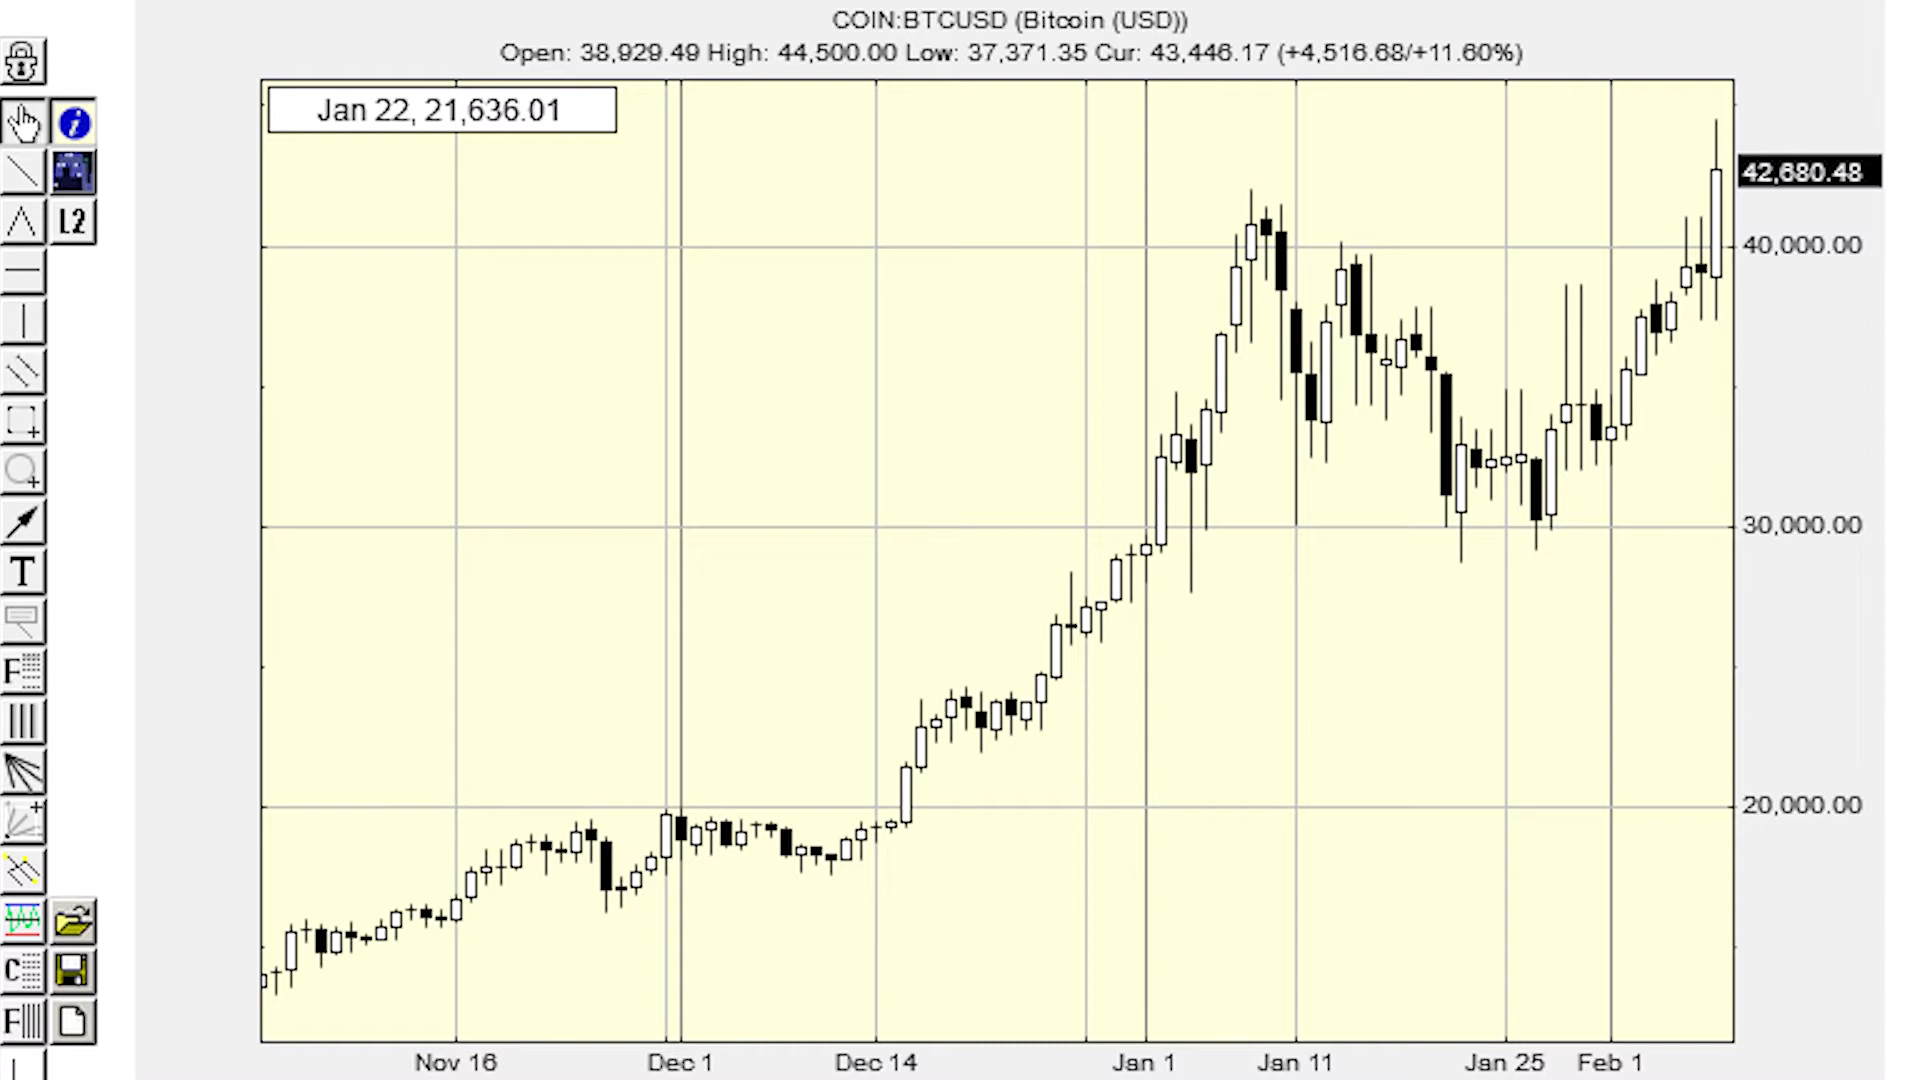 COIN:BTCUSD (Bitcoin (USD))
Open: 38,929.49 High: 44,500.00 Low: 37,371.35 Cur: 43,446.17 (+4,516.68/+11.60%)
Jan 22, 21,636.01
42,680.48
40,000.00
30,000.00
20,000.00
i
L2
T
F
C
F
Nov 16
Dec 1
Dec 14
Jan 1
Jan 11
Jan 25
Feb 1